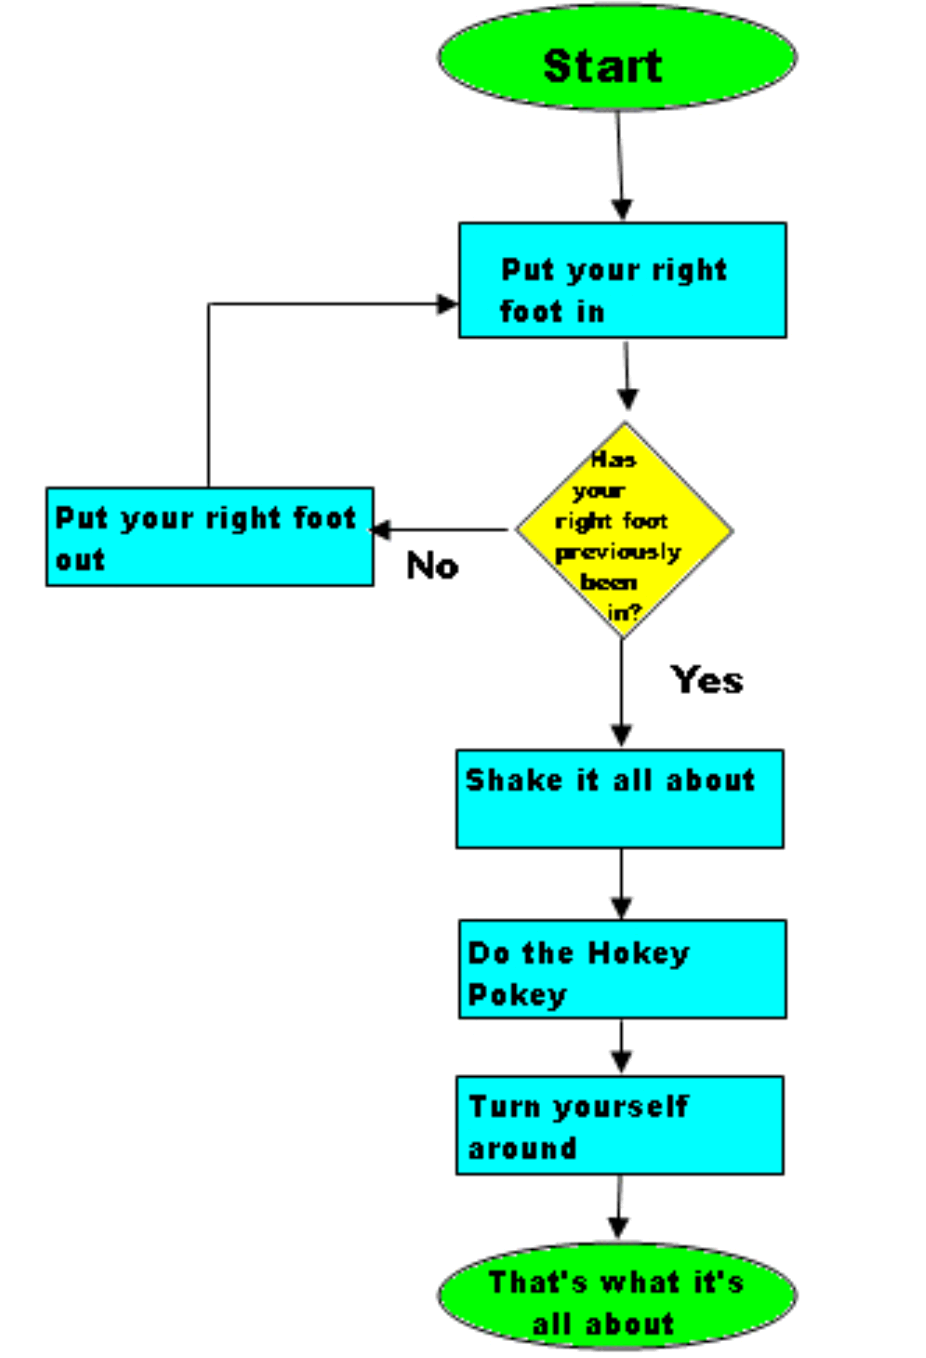 Start
Put your right
foot in
Has
your
right foot
previously
been
in?
Put your right foot
out
No
Yes
Shake it all about
Do the Hokey
Pokey
Turn yourself
around
That's what it's
all about